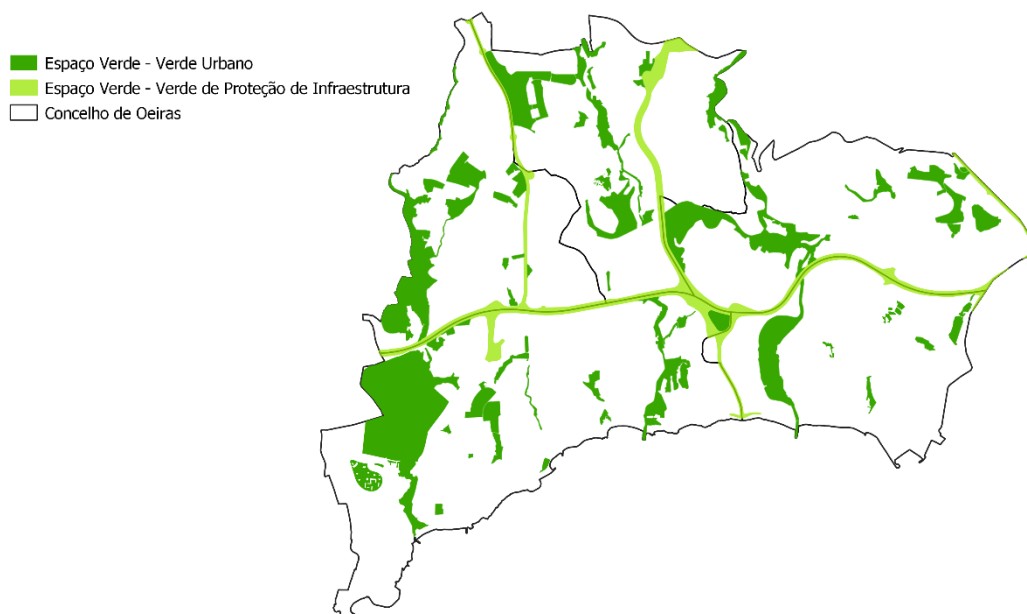 Espaço Verde - Verde Urbano
Espaço Verde - Verde de Proteção de Infraestrutura
Concelho de Oeiras